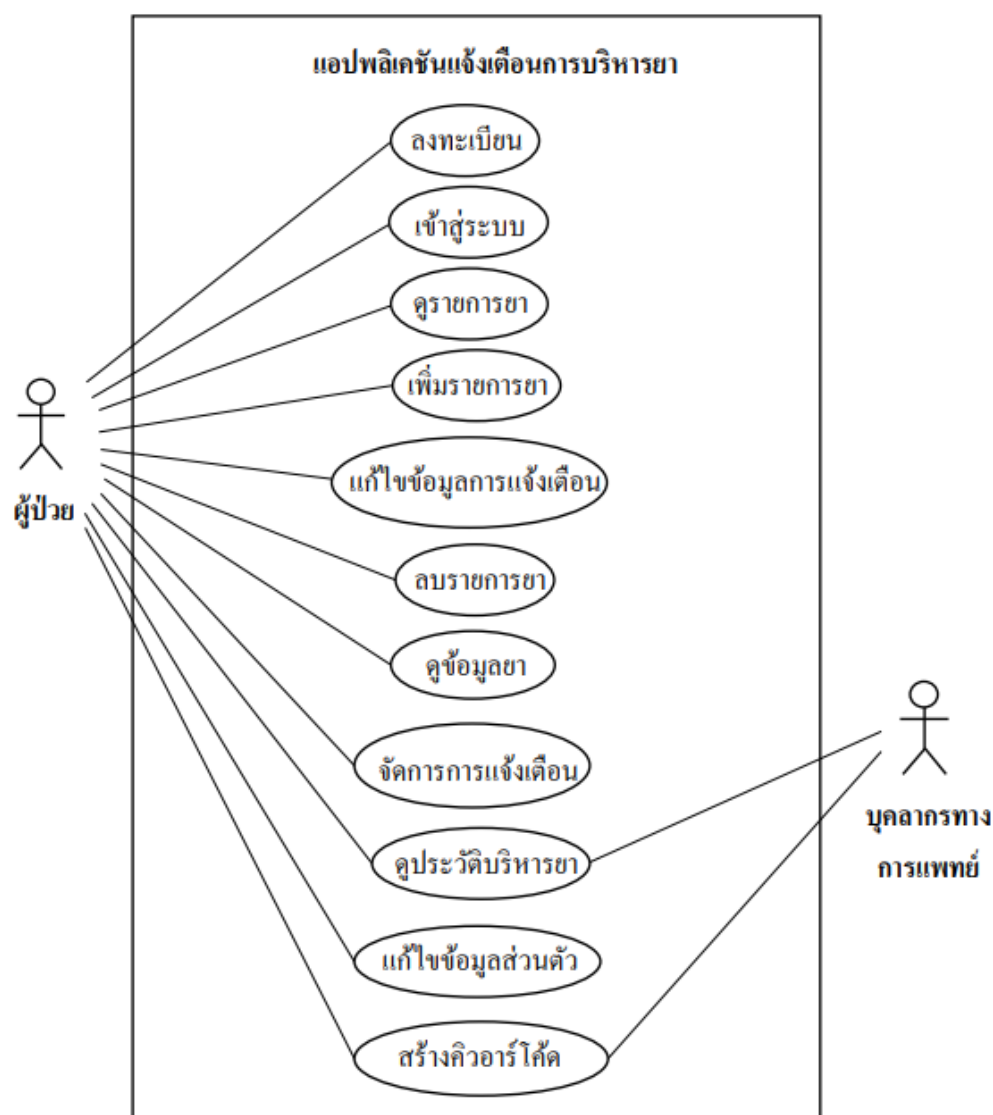 แอปพลิเคชันแจ้งเตือนการบริหารยา
ลงทะเบียน
เข้าสู่ระบบ
ดูรายการยา
เพิ่มรายการยา
แก้ไขข้อมูลการแจ้งเตือน
ผู้ป่วย
ลบรายการยา
ดูข้อมูลยา
จัดการการแจ้งเตือน
บุคลากรทาง
การแพทย์
ดูประวัติบริหารยา
แก้ไขข้อมูลส่วนตัว
สร้างคิวอาร์โค้ด